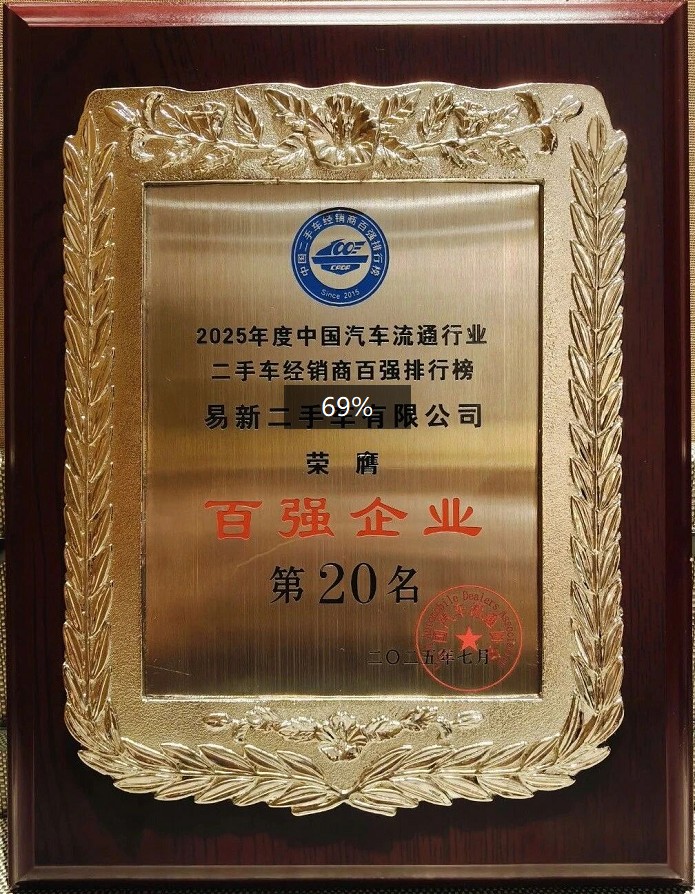 中国二手车经销商百强排行榜
Since 2015
2025年度中国汽车流通行业
二手车经销商百强排行榜
69%
易新二手车有限公司
荣 膺
百强企业
第20名
二〇二五年七月